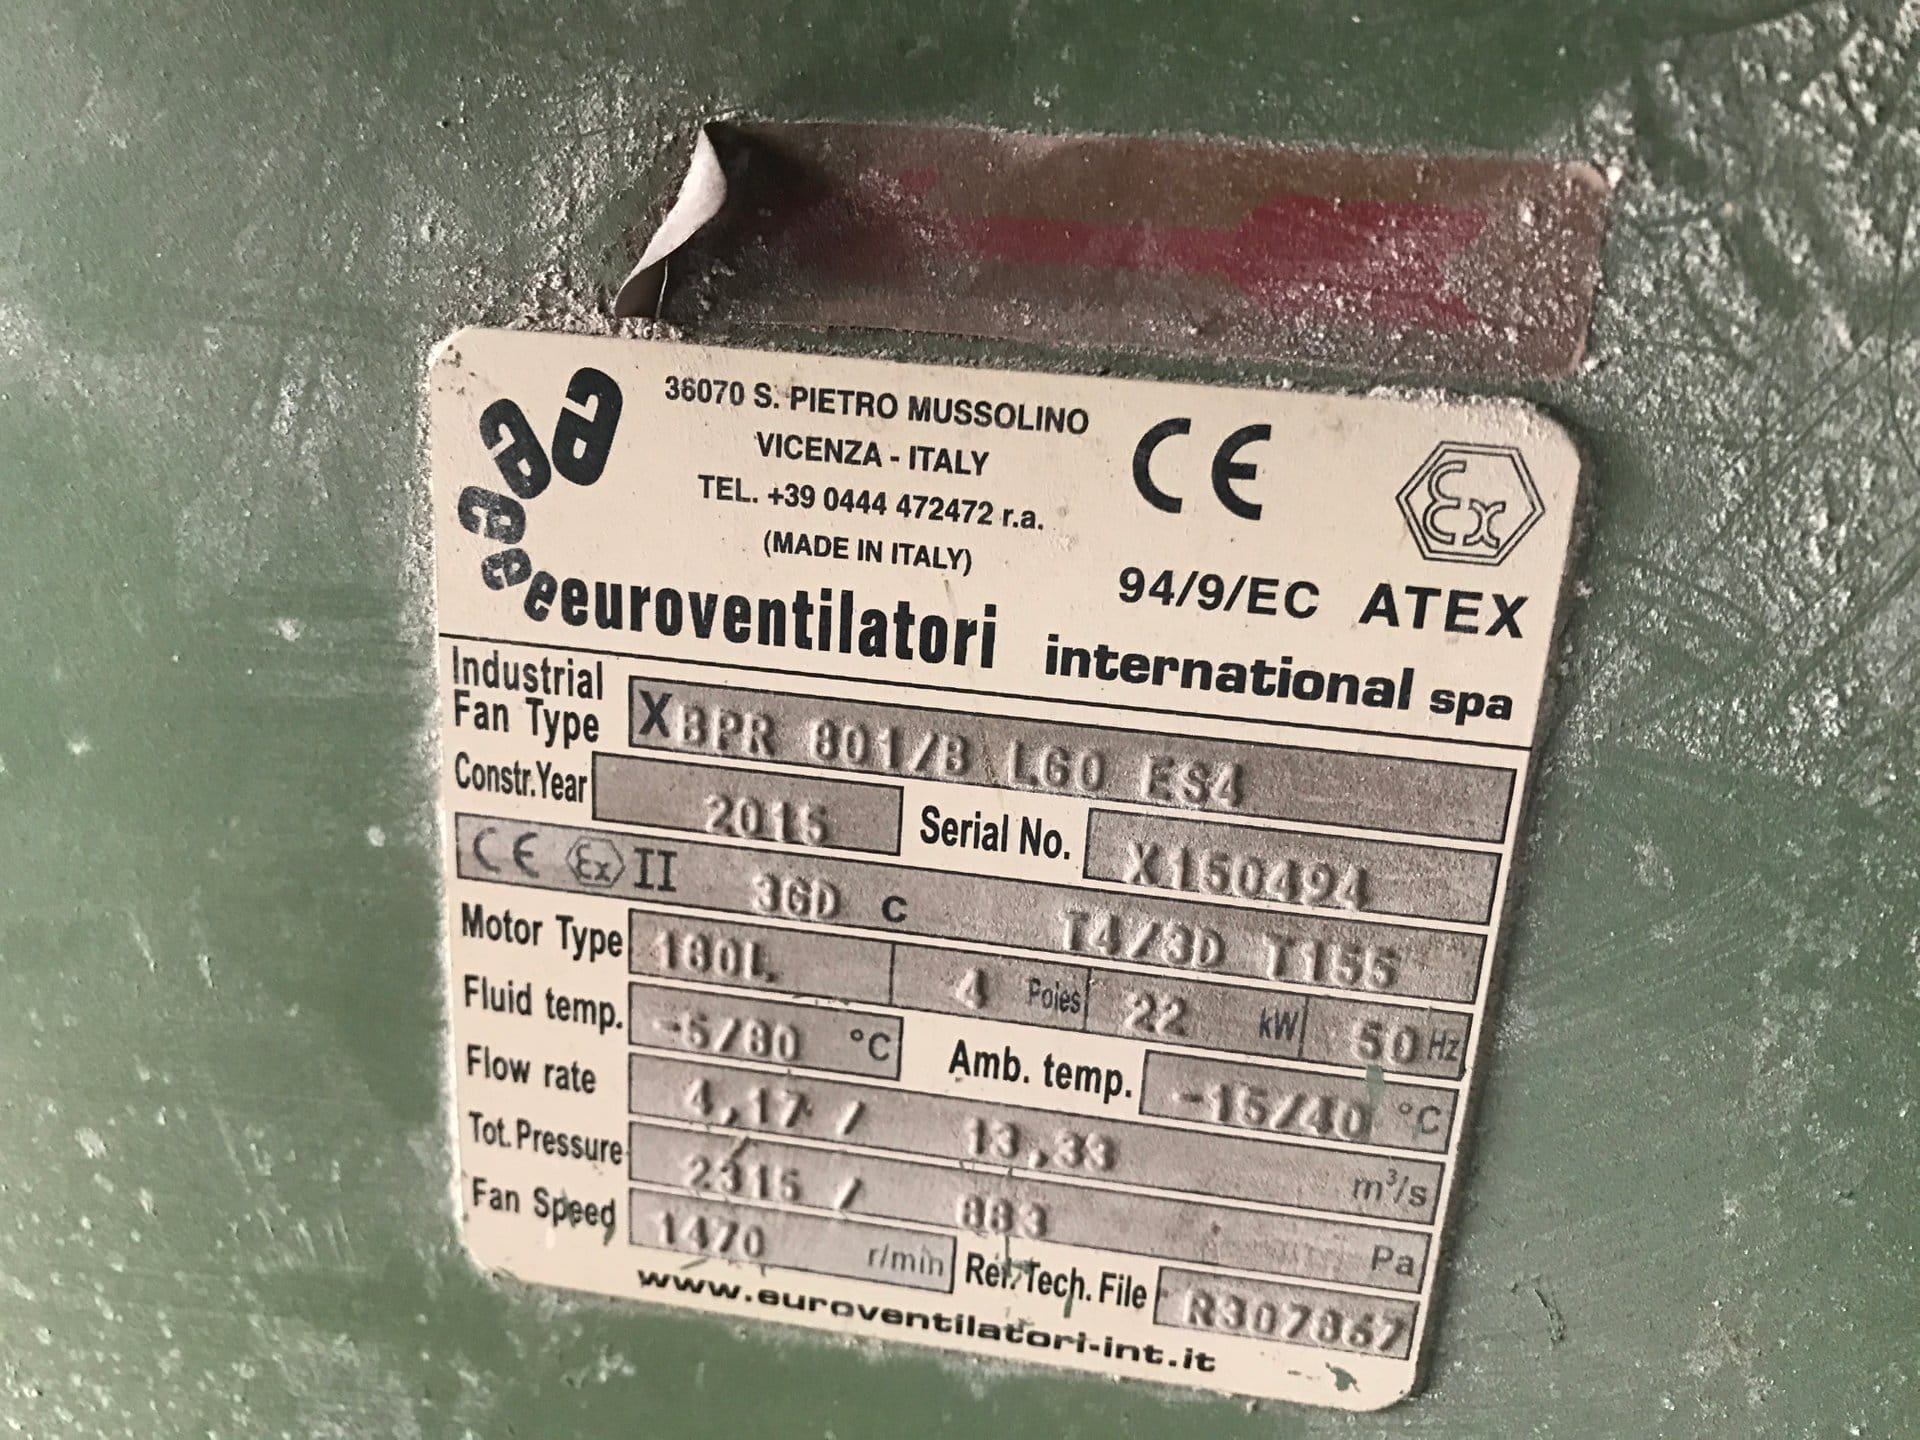 36070 S. PIETRO MUSSOLINO
VICENZA - ITALY
TEL. +39 0444 472472 r.a.
(MADE IN ITALY)
CE Ex
94/9/EC ATEX
euroventilatori international spa
Industrial Fan Type XBPR 801/B LG0 ES4
Constr.Year 2015 Serial No. X150494
CE Ex II 3GD c T4/3D T155
Motor Type 180L 4 Poles 22 kW 50 Hz
Fluid temp. -5/80 °C Amb. temp. -15/40 °C
Flow rate 4,17 / 13,33 m³/s
Tot.Pressure 2315 / 883 Pa
Fan Speed 1470 r/min Ref.Tech.File R307867
www.euroventilatori-int.it